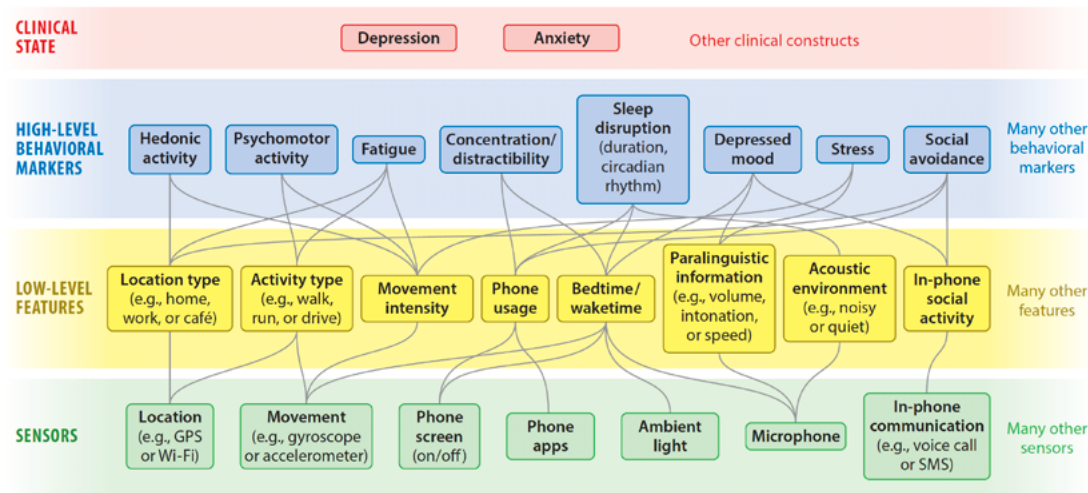 CLINICAL
STATE
Depression
Anxiety
Other clinical constructs
HIGH-LEVEL
BEHAVIORAL
MARKERS
Hedonic
activity
Psychomotor
activity
Fatigue
Concentration/
distractibility
Sleep
disruption
(duration,
circadian
rhythm)
Depressed
mood
Stress
Social
avoidance
Many other
behavioral
markers
LOW-LEVEL
FEATURES
Location type
(e.g., home,
work, or café)
Activity type
(e.g., walk,
run, or drive)
Movement
intensity
Phone
usage
Bedtime/
waketime
Paralinguistic
information
(e.g., volume,
intonation,
or speed)
Acoustic
environment
(e.g., noisy
or quiet)
In-phone
social
activity
Many other
features
SENSORS
Location
(e.g., GPS
or Wi-Fi)
Movement
(e.g., gyroscope
or accelerometer)
Phone
screen
(on/off)
Phone
apps
Ambient
light
Microphone
In-phone
communication
(e.g., voice call
or SMS)
Many other
sensors